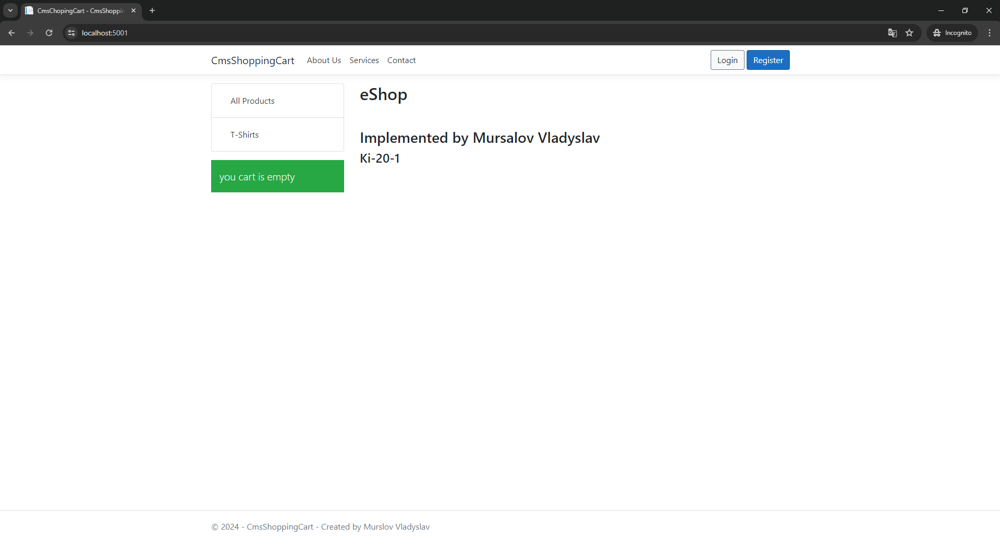 CmsChopingCart - CmsShoppin
localhost:5001
Incognito
CmsShoppingCart About Us Services Contact Login Register
All Products
T-Shirts
you cart is empty
eShop
Implemented by Mursalov Vladyslav
Ki-20-1
© 2024 - CmsShoppingCart - Created by Murslov Vladyslav